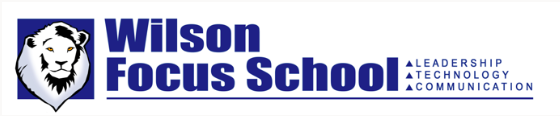 Wilson
Focus School
▲LEADERSHIP
▲TECHNOLOGY
▲COMMUNICATION